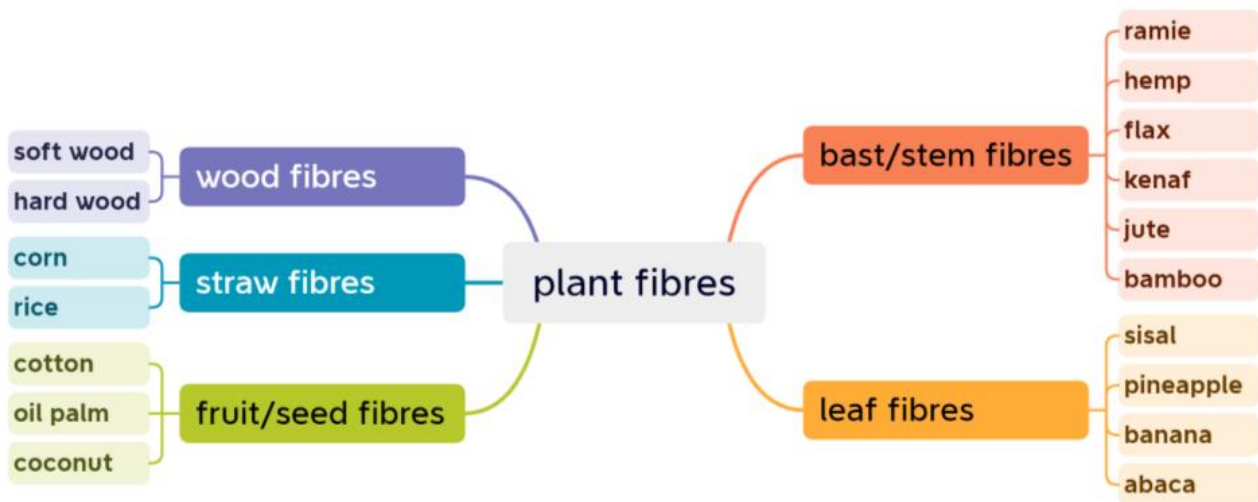 plant fibres
wood fibres
soft wood
hard wood
straw fibres
corn
rice
fruit/seed fibres
cotton
oil palm
coconut
bast/stem fibres
ramie
hemp
flax
kenaf
jute
bamboo
leaf fibres
sisal
pineapple
banana
abaca